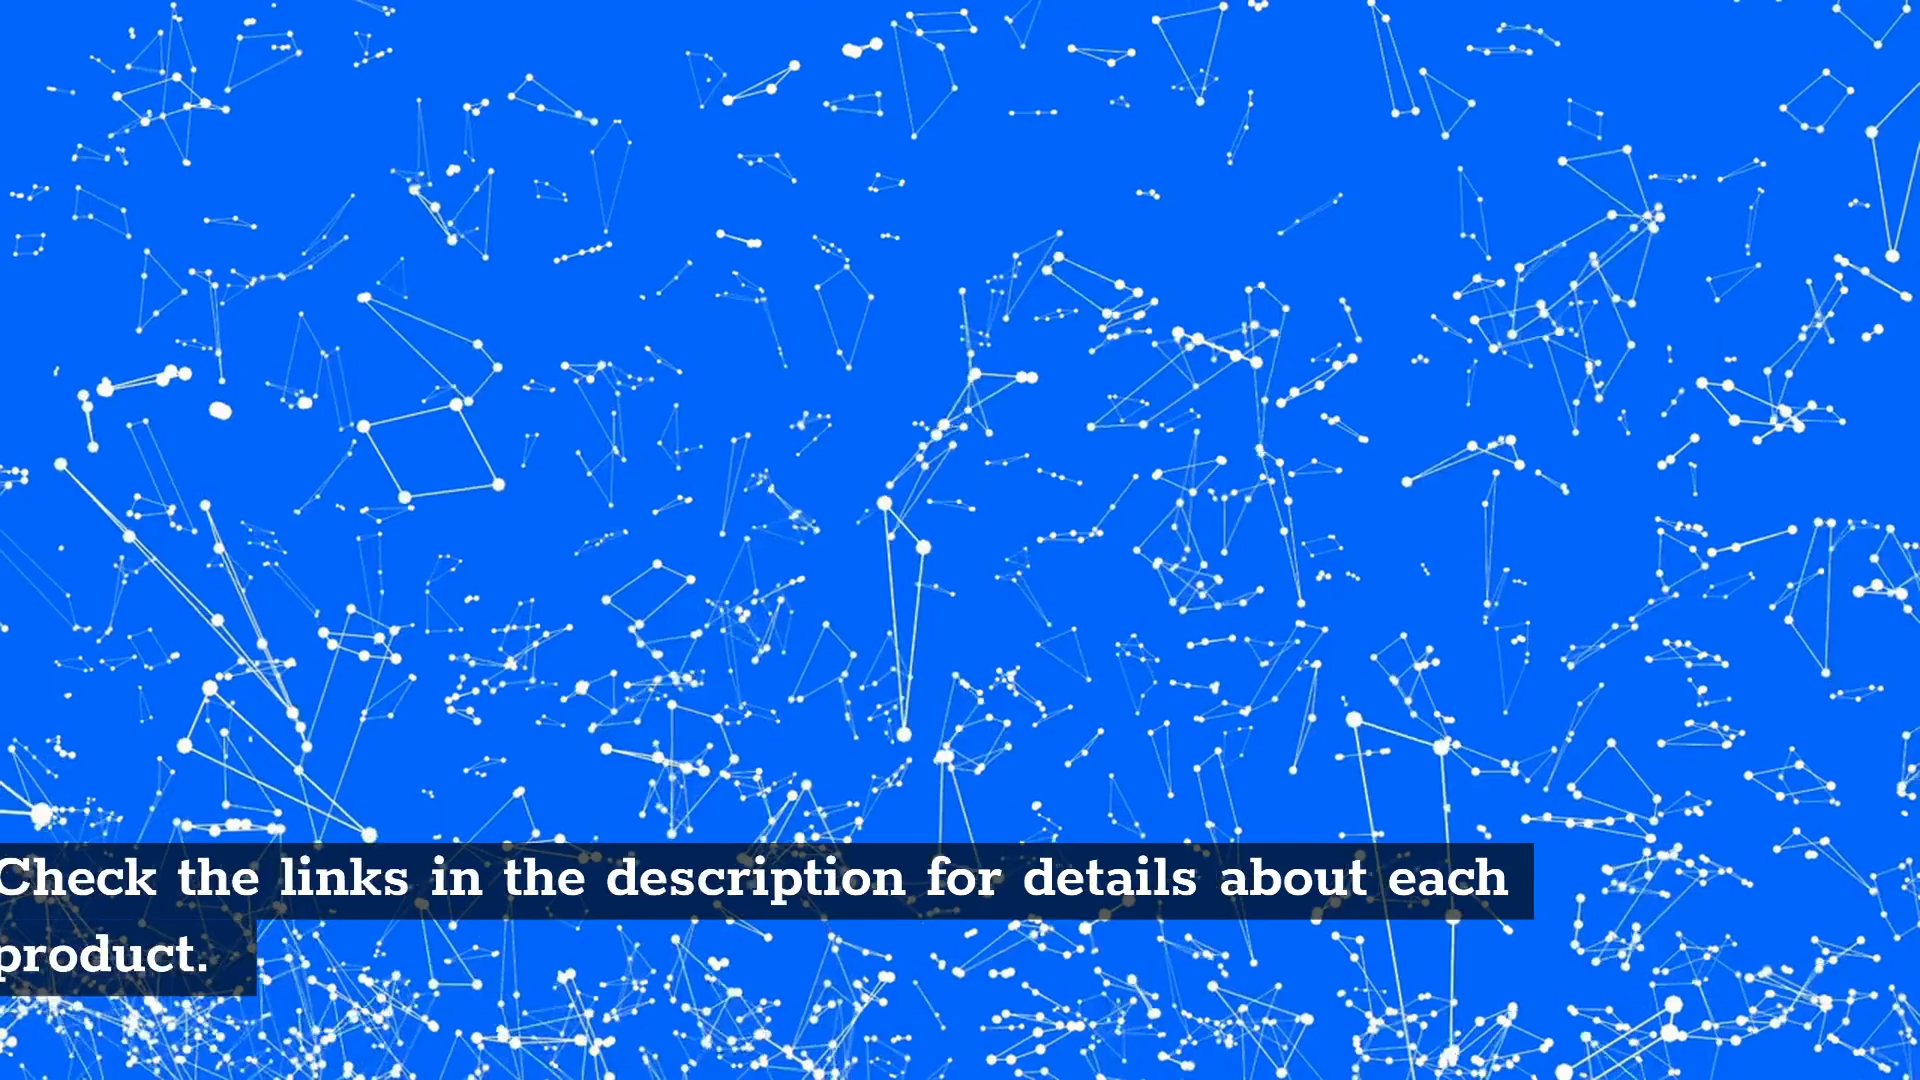 Check the links in the description for details about each
product.